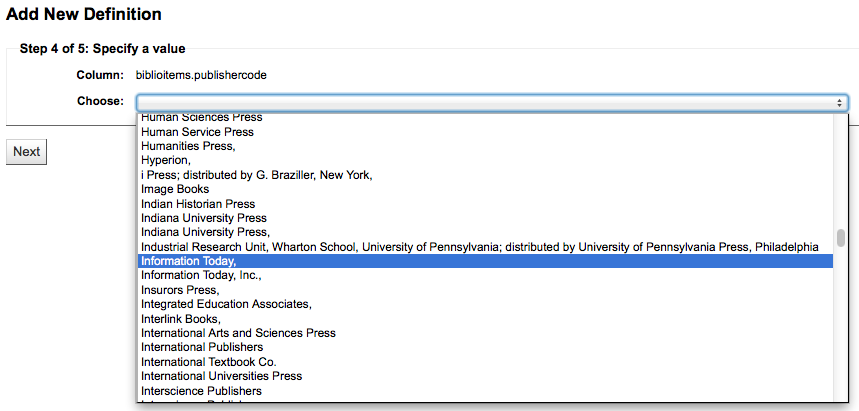 Add New Definition
Step 4 of 5: Specify a value
Column: biblioitems.publishercode
Choose:
Human Sciences Press
Human Service Press
Humanities Press,
Hyperion,
i Press; distributed by G. Braziller, New York,
Image Books
Indian Historian Press
Indiana University Press
Indiana University Press,
Industrial Research Unit, Wharton School, University of Pennsylvania; distributed by University of Pennsylvania Press, Philadelphia
Information Today,
Information Today, Inc.,
Insurors Press,
Integrated Education Associates,
Interlink Books,
International Arts and Sciences Press
International Publishers
International Textbook Co.
International Universities Press
Interscience Publishers
Next